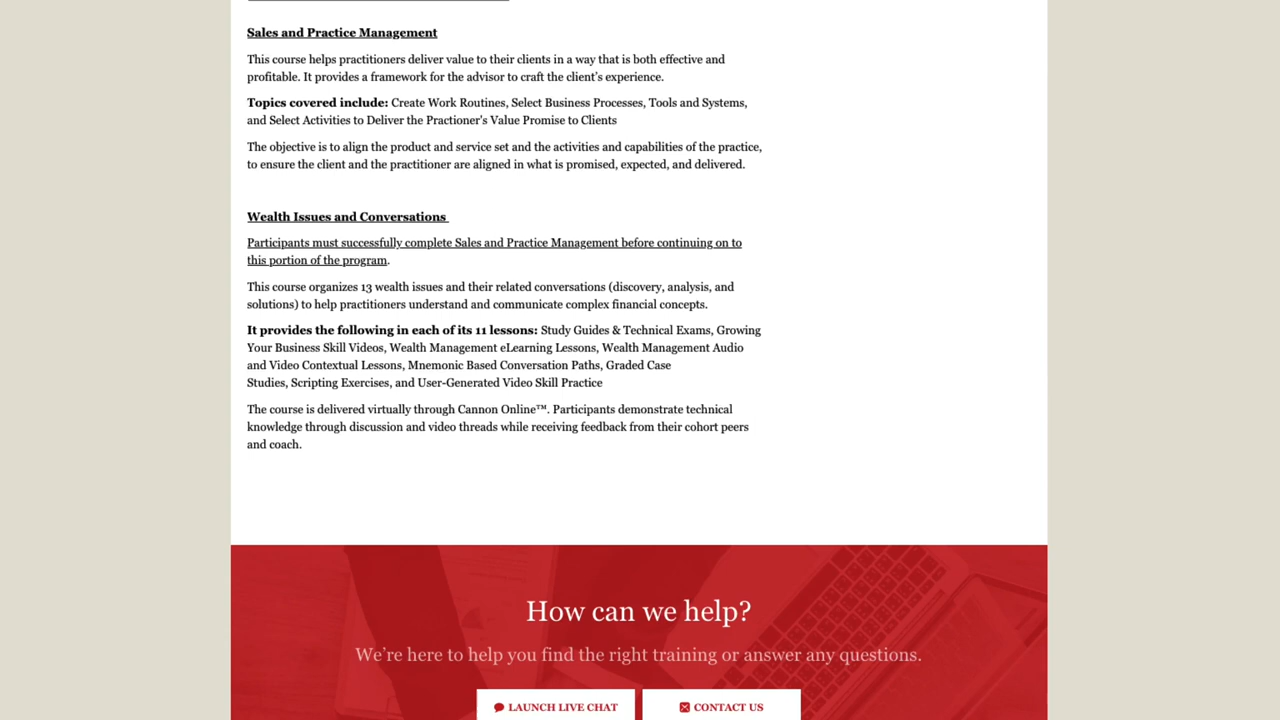 Sales and Practice Management
This course helps practitioners deliver value to their clients in a way that is both effective and
profitable. It provides a framework for the advisor to craft the client's experience.
Topics covered include: Create Work Routines, Select Business Processes, Tools and Systems,
and Select Activities to Deliver the Practioner's Value Promise to Clients
The objective is to align the product and service set and the activities and capabilities of the practice,
to ensure the client and the practitioner are aligned in what is promised, expected, and delivered.
Wealth Issues and Conversations
Participants must successfully complete Sales and Practice Management before continuing on to
this portion of the program.
This course organizes 13 wealth issues and their related conversations (discovery, analysis, and
solutions) to help practitioners understand and communicate complex financial concepts.
It provides the following in each of its 11 lessons: Study Guides & Technical Exams, Growing
Your Business Skill Videos, Wealth Management eLearning Lessons, Wealth Management Audio
and Video Contextual Lessons, Mnemonic Based Conversation Paths, Graded Case
Studies, Scripting Exercises, and User-Generated Video Skill Practice
The course is delivered virtually through Cannon Online™. Participants demonstrate technical
knowledge through discussion and video threads while receiving feedback from their cohort peers
and coach.
How can we help?
We're here to help you find the right training or answer any questions.
LAUNCH LIVE CHAT
CONTACT US